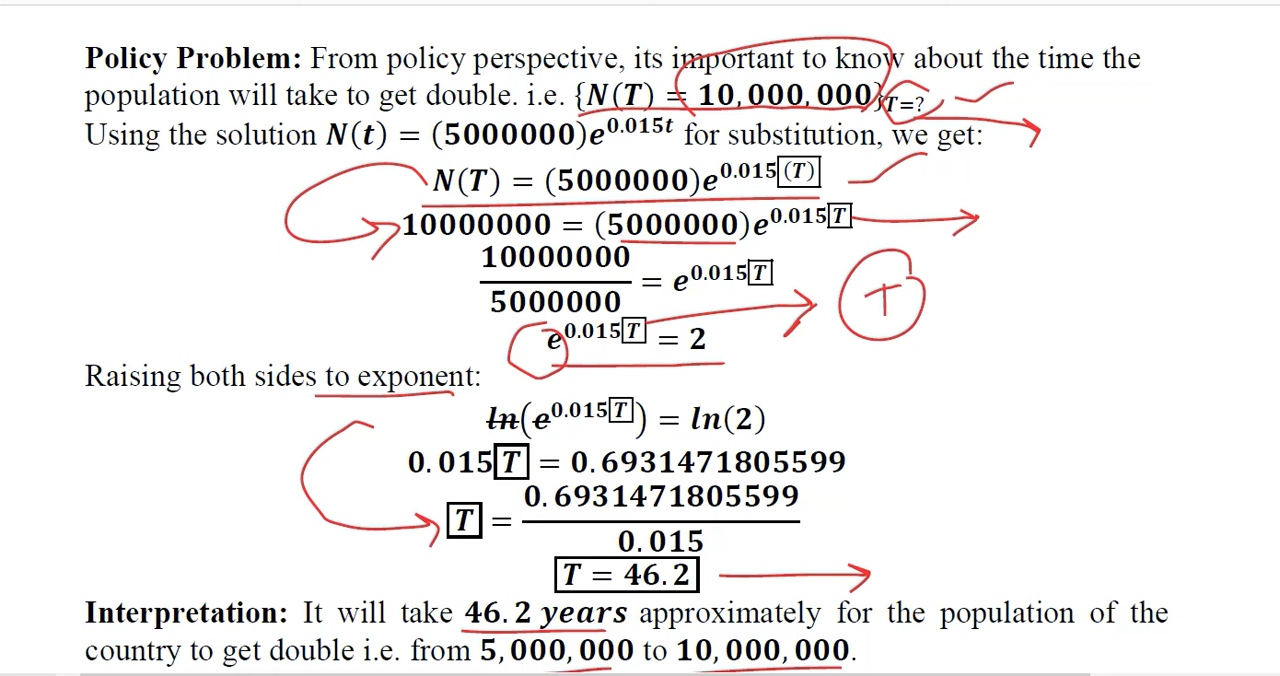 Policy Problem: From policy perspective, its important to know about the time the
population will take to get double. i.e. {N(T) = 10,000,000}T=?
Using the solution N(t) = (5000000)e^0.015t for substitution, we get:
N(T) = (5000000)e^0.015(T)
10000000 = (5000000)e^0.015T
10000000
5000000
= e^0.015T
T
e^0.015T = 2
Raising both sides to exponent:
ln(e^0.015T) = ln(2)
0.015T = 0.6931471805599
T = 0.6931471805599
0.015
T = 46.2
Interpretation: It will take 46.2 years approximately for the population of the
country to get double i.e. from 5,000,000 to 10,000,000.